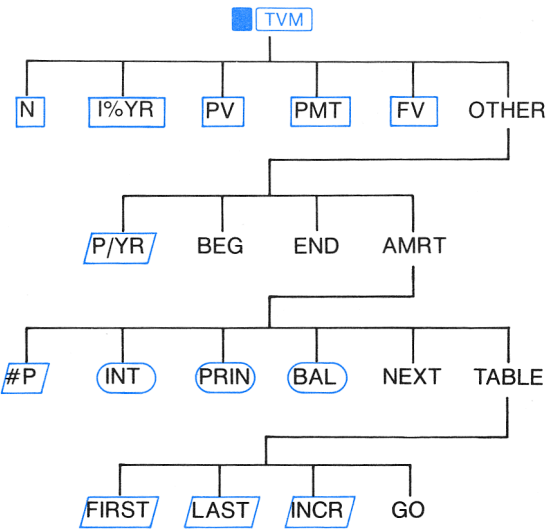 TVM
N I%YR PV PMT FV OTHER
P/YR BEG END AMRT
#P INT PRIN BAL NEXT TABLE
FIRST LAST INCR GO